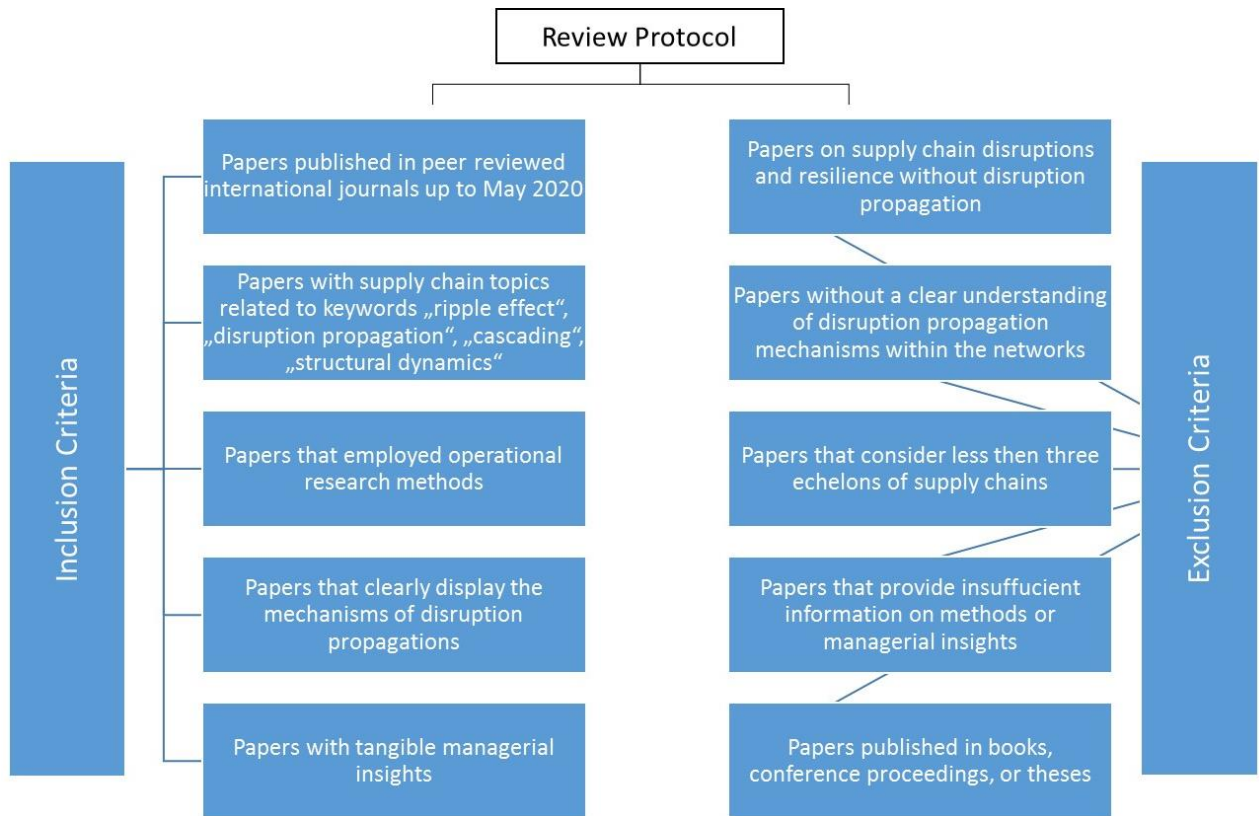 Review Protocol
Inclusion Criteria
Papers published in peer reviewed
international journals up to May 2020
Papers with supply chain topics
related to keywords „ripple effect“,
„disruption propagation“, „cascading“,
„structural dynamics“
Papers that employed operational
research methods
Papers that clearly display the
mechanisms of disruption
propagations
Papers with tangible managerial
insights
Papers on supply chain disruptions
and resilience without disruption
propagation
Papers without a clear understanding
of disruption propagation
mechanisms within the networks
Papers that consider less then three
echelons of supply chains
Papers that provide insuffucient
information on methods or
managerial insights
Papers published in books,
conference proceedings, or theses
Exclusion Criteria